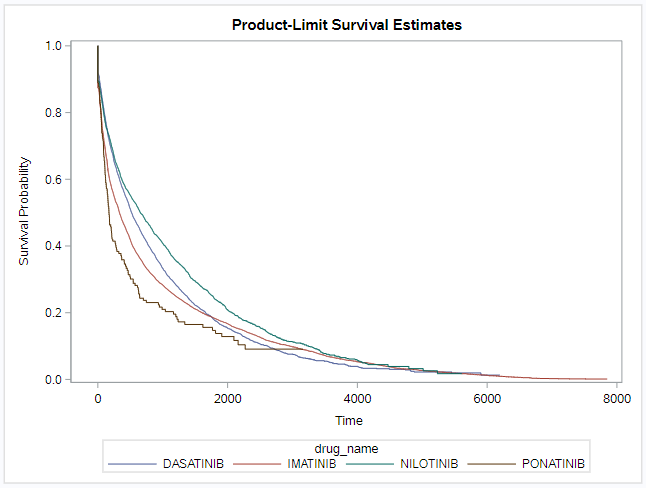 Product-Limit Survival Estimates
1.0
0.8
0.6
0.4
0.2
0.0
Survival Probability
0 2000 4000 6000 8000
Time
drug_name
DASATINIB IMATINIB NILOTINIB PONATINIB